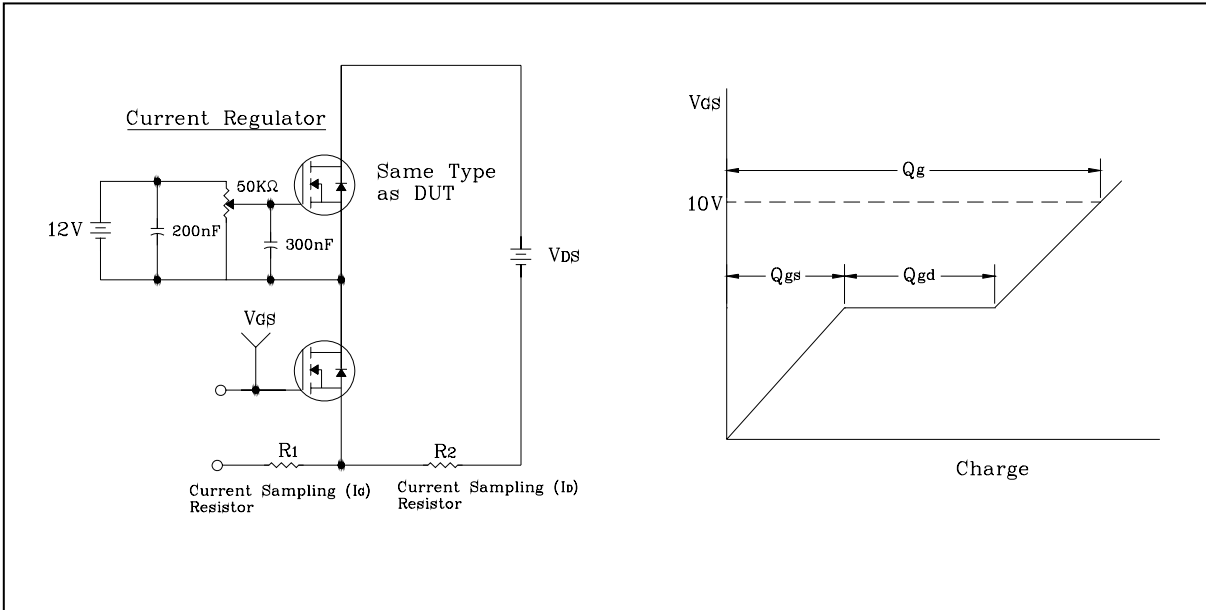 Current Regulator
Same Type
as DUT
50KΩ
12V
200nF
300nF
VDS
VGS
R1
R2
Current Sampling (IG)
Resistor
Current Sampling (ID)
Resistor
VGS
Qg
10V
Qgs
Qgd
Charge